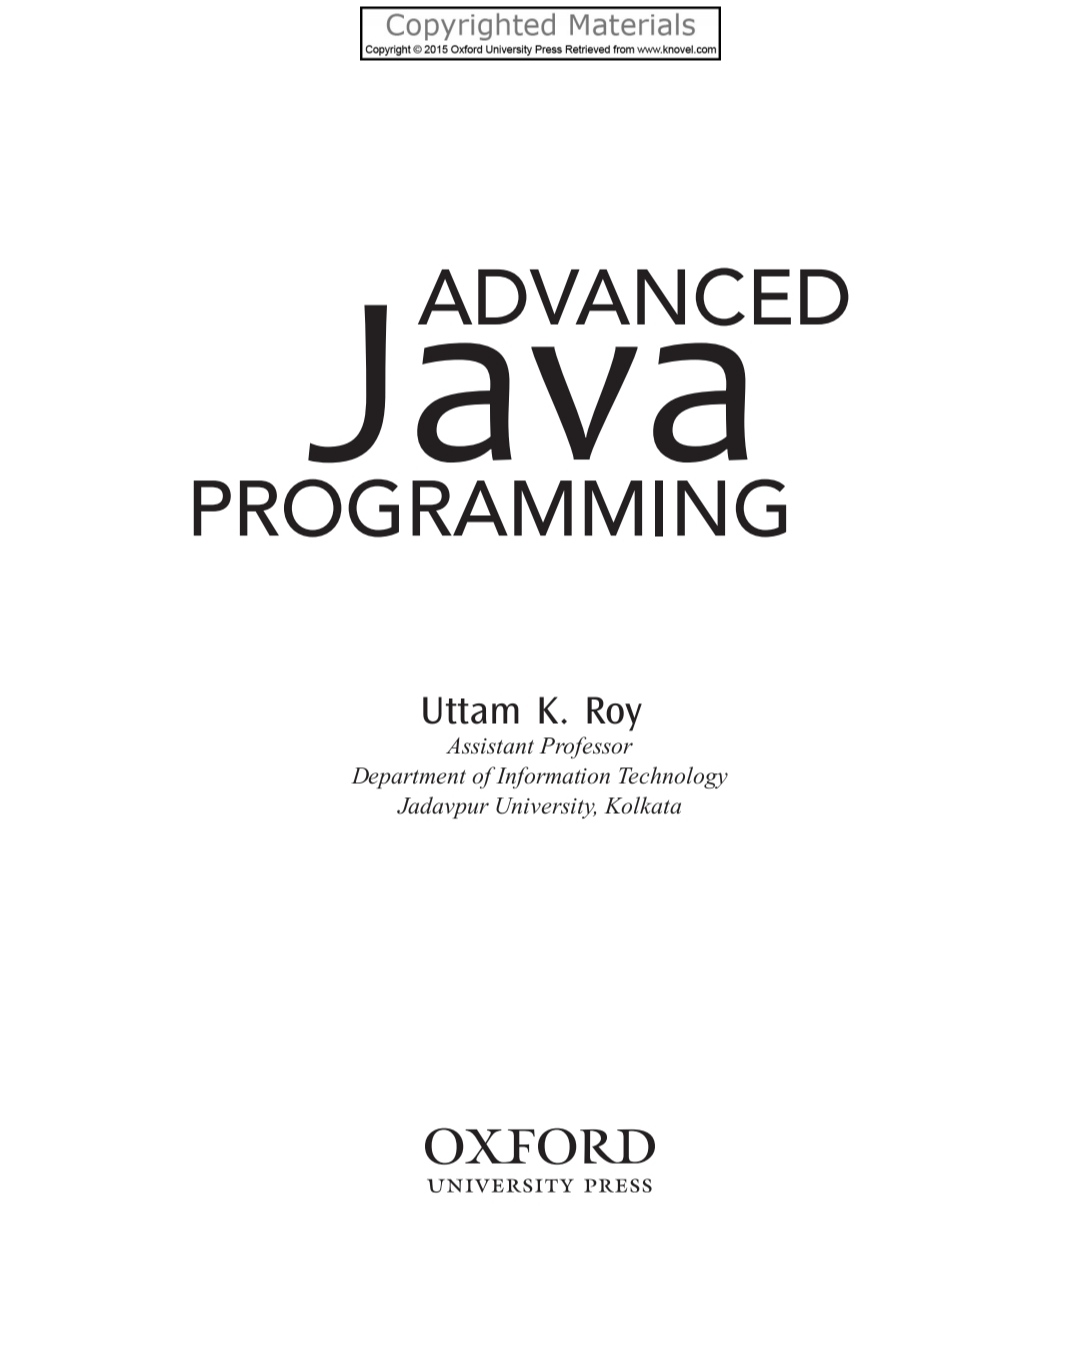 Copyrighted Materials
Copyright © 2015 Oxford University Press Retrieved from www.knovel.com
ADVANCED
Java
PROGRAMMING
Uttam K. Roy
Assistant Professor
Department of Information Technology
Jadavpur University, Kolkata
OXFORD
UNIVERSITY PRESS